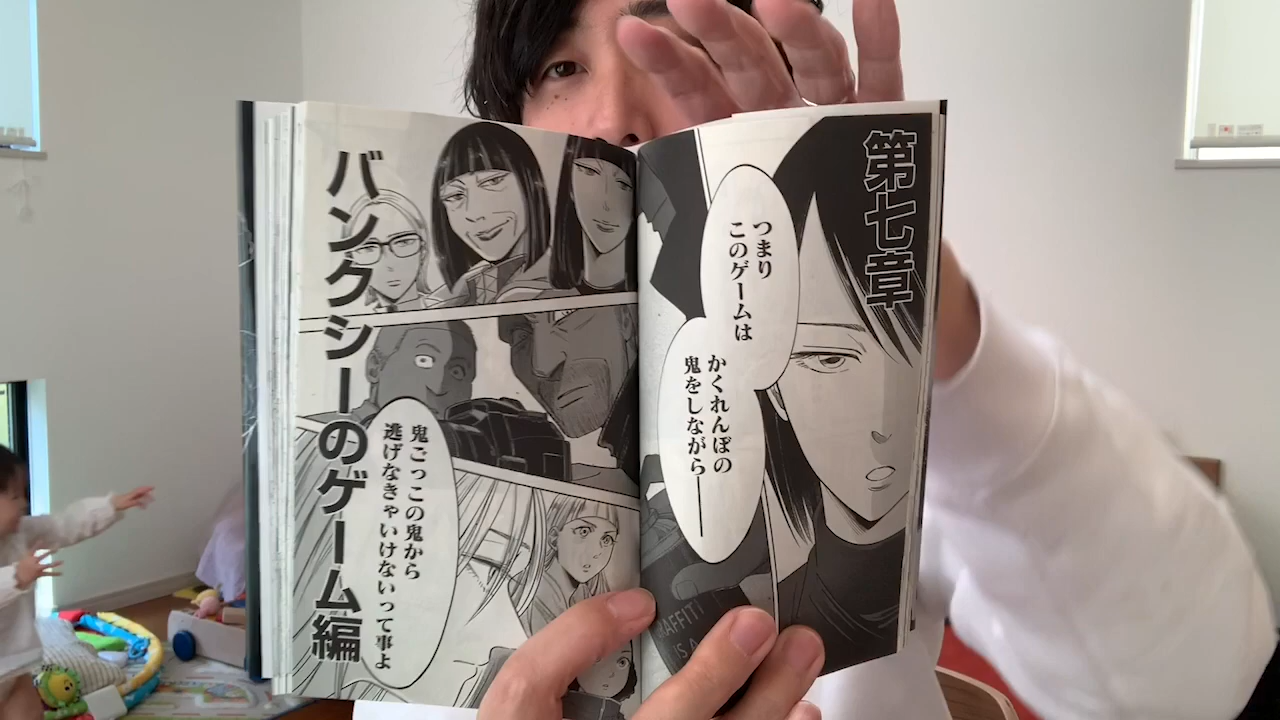 第七章
つまり
このゲームは
かくれんぼの
鬼をしながら――
バンクシーのゲーム編
鬼ごっこの鬼から
逃げなきゃいけないって事よ
IS A